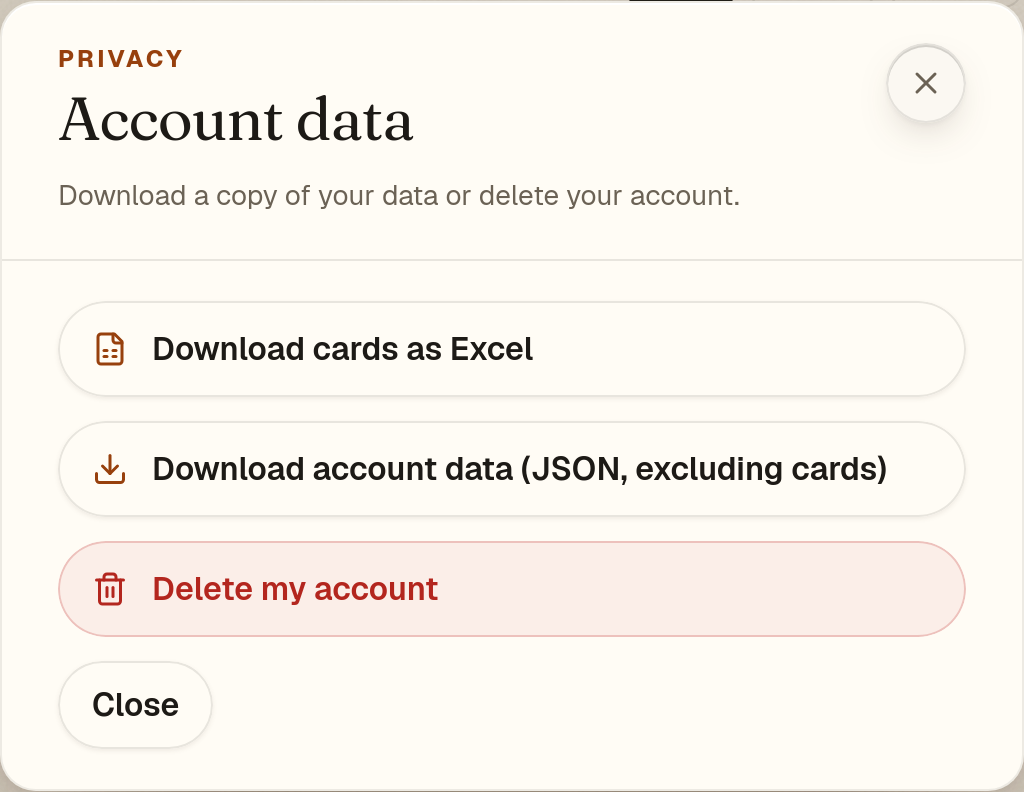 PRIVACY
Account data
Download a copy of your data or delete your account.
Download cards as Excel
Download account data (JSON, excluding cards)
Delete my account
Close